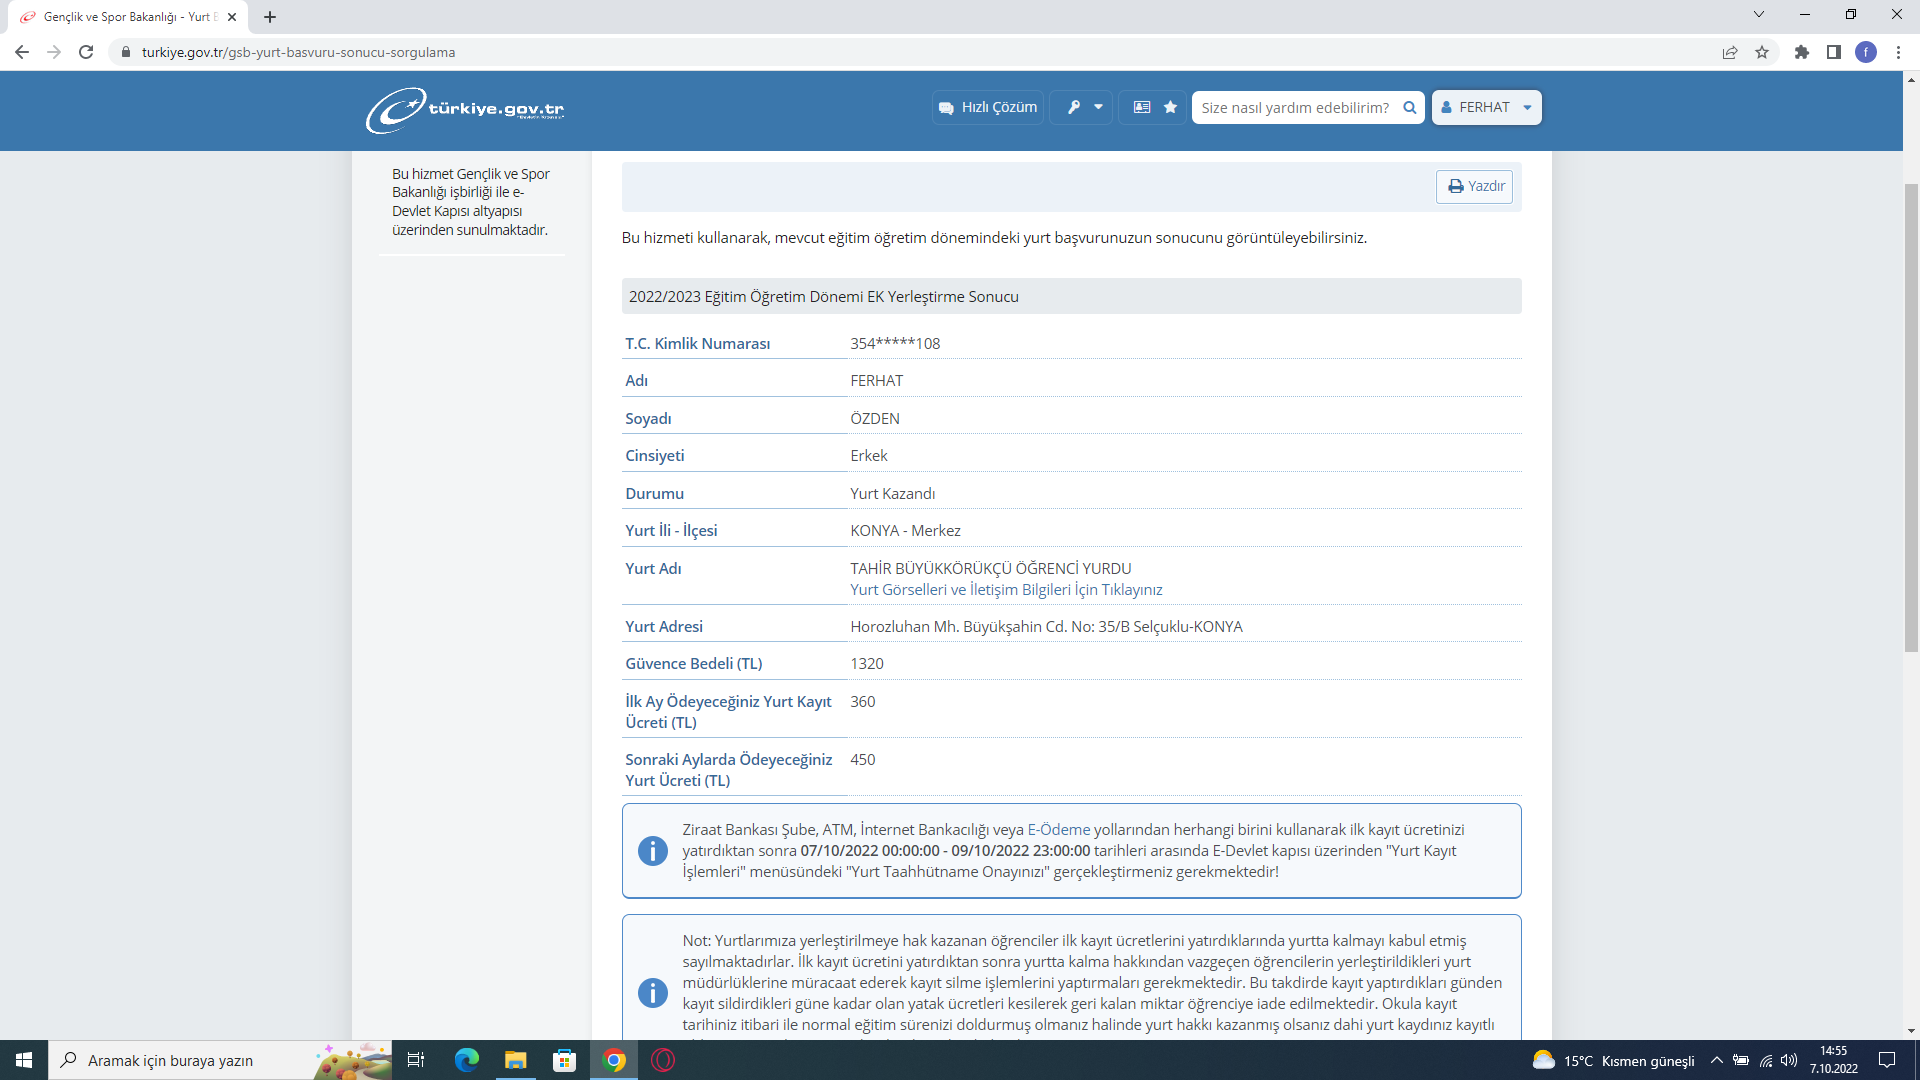 Gençlik ve Spor Bakanlığı - Yurt B
turkiye.gov.tr/gsb-yurt-basvuru-sonucu-sorgulama
f
türkiye.gov.tr
Hızlı Çözüm
Size nasıl yardım edebilirim?
FERHAT
Bu hizmet Gençlik ve Spor
Bakanlığı işbirliği ile e-
Devlet Kapısı altyapısı
üzerinden sunulmaktadır.
Yazdır
Bu hizmeti kullanarak, mevcut eğitim öğretim dönemindeki yurt başvurunuzun sonucunu görüntüleyebilirsiniz.
2022/2023 Eğitim Öğretim Dönemi EK Yerleştirme Sonucu
T.C. Kimlik Numarası 354*****108
Adı FERHAT
Soyadı ÖZDEN
Cinsiyeti Erkek
Durumu Yurt Kazandı
Yurt İli - İlçesi KONYA - Merkez
Yurt Adı TAHİR BÜYÜKKÖRÜKÇÜ ÖĞRENCİ YURDU
Yurt Görselleri ve İletişim Bilgileri İçin Tıklayınız
Yurt Adresi Horozluhan Mh. Büyükşahin Cd. No: 35/B Selçuklu-KONYA
Güvence Bedeli (TL) 1320
İlk Ay Ödeyeceğiniz Yurt Kayıt 360
Ücreti (TL)
Sonraki Aylarda Ödeyeceğiniz 450
Yurt Ücreti (TL)
Ziraat Bankası Şube, ATM, İnternet Bankacılığı veya E-Ödeme yollarından herhangi birini kullanarak ilk kayıt ücretinizi
yatırdıktan sonra 07/10/2022 00:00:00 - 09/10/2022 23:00:00 tarihleri arasında E-Devlet kapısı üzerinden "Yurt Kayıt
İşlemleri" menüsündeki "Yurt Taahhütname Onayınızı" gerçekleştirmeniz gerekmektedir!
Not: Yurtlarımıza yerleştirilmeye hak kazanan öğrenciler ilk kayıt ücretlerini yatırdıklarında yurtta kalmayı kabul etmiş
sayılmaktadırlar. İlk kayıt ücretini yatırdıktan sonra yurtta kalma hakkından vazgeçen öğrencilerin yerleştirildikleri yurt
müdürlüklerine müracaat ederek kayıt silme işlemlerini yaptırmaları gerekmektedir. Bu takdirde kayıt yaptırdıkları günden
kayıt sildirdikleri güne kadar olan yatak ücretleri kesilerek geri kalan miktar öğrenciye iade edilmektedir. Okula kayıt
tarihiniz itibari ile normal eğitim sürenizi doldurmuş olmanız halinde yurt hakkı kazanmış olsanız dahi yurt kaydınız kayıtlı
Aramak için buraya yazın
15°C Kısmen güneşli
14:55
7.10.2022